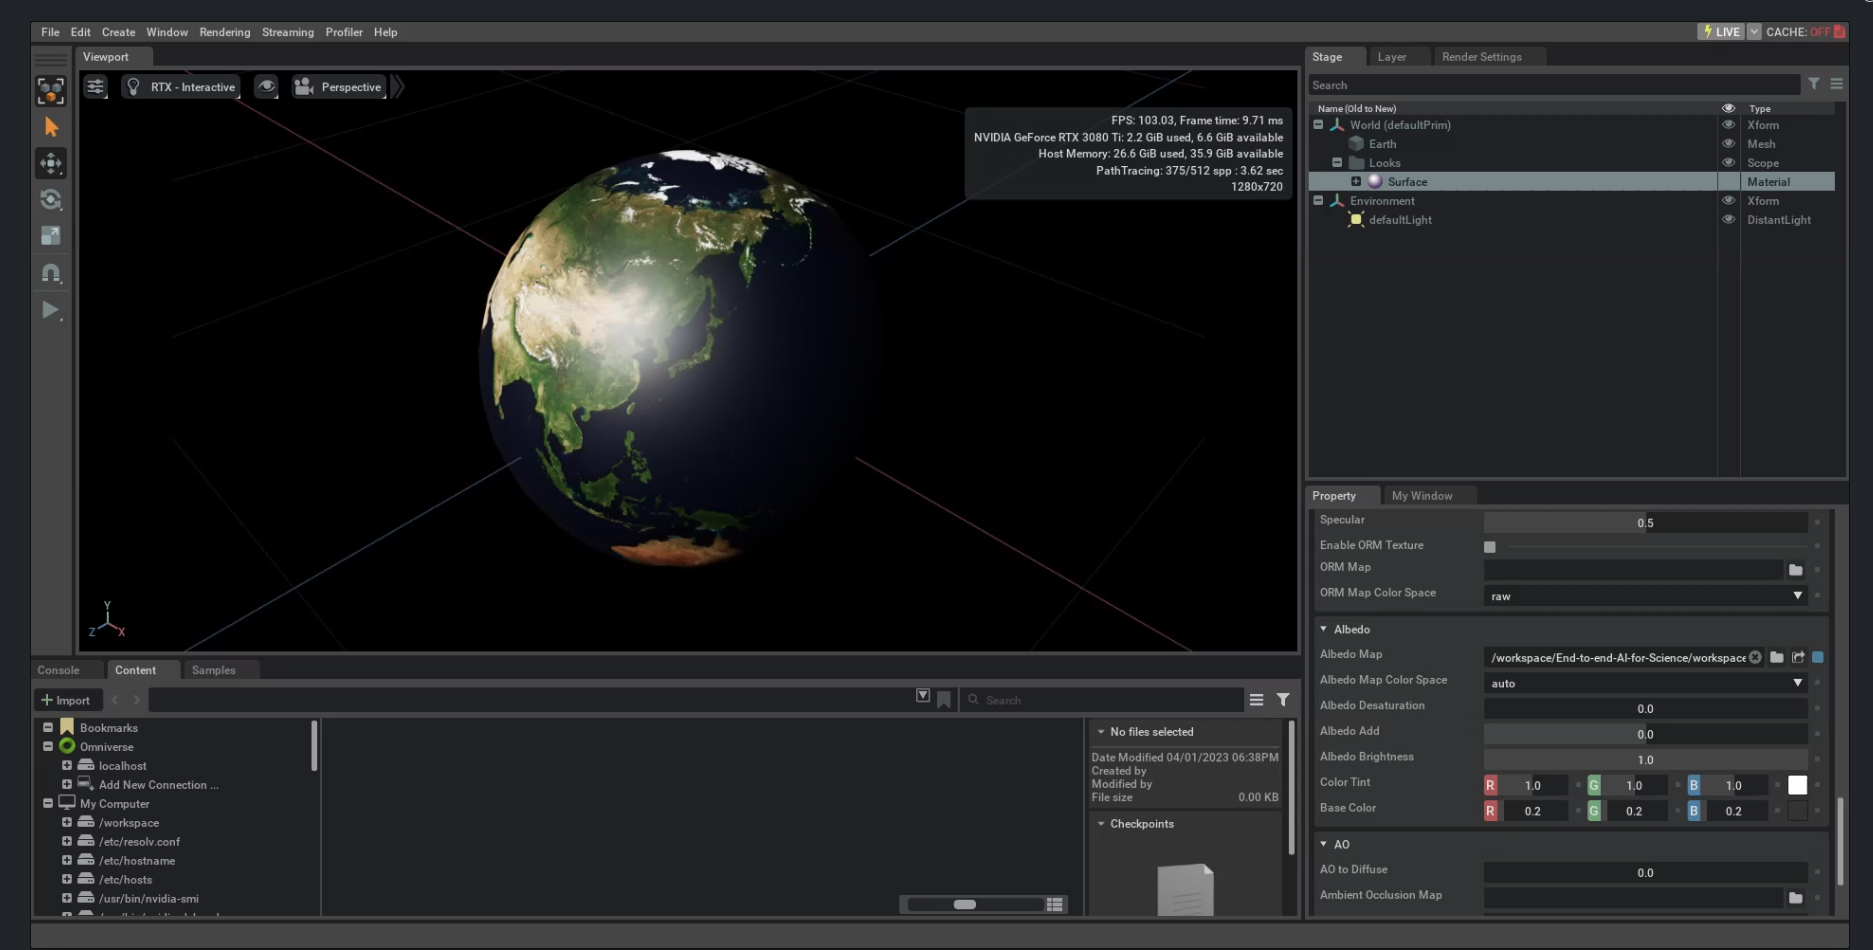 File Edit Create Window Rendering Streaming Profiler Help
LIVE CACHE: OFF
Viewport
RTX - Interactive
Perspective
FPS: 103.03, Frame time: 9.71 ms
NVIDIA GeForce RTX 3080 Ti: 2.2 GiB used, 6.6 GiB available
Host Memory: 26.6 GiB used, 35.9 GiB available
PathTracing: 375/512 spp : 3.62 sec
1280x720
Y
Z X
Stage Layer Render Settings
Search
Name (Old to New) Type
World (defaultPrim) Xform
Earth Mesh
Looks Scope
Surface Material
Environment Xform
defaultLight DistantLight
Property My Window
Specular 0.5
Enable ORM Texture
ORM Map
ORM Map Color Space raw
Albedo
Albedo Map /workspace/End-to-end-AI-for-Science/workspace
Albedo Map Color Space auto
Albedo Desaturation 0.0
Albedo Add 0.0
Albedo Brightness 1.0
Color Tint R 1.0 G 1.0 B 1.0
Base Color R 0.2 G 0.2 B 0.2
AO
AO to Diffuse 0.0
Ambient Occlusion Map
Console Content Samples
+ Import
Search
Bookmarks
Omniverse
localhost
Add New Connection ...
My Computer
/workspace
/etc/resolv.conf
/etc/hostname
/etc/hosts
/usr/bin/nvidia-smi
No files selected
Date Modified 04/01/2023 06:38PM
Created by
Modified by
File size 0.00 KB
Checkpoints